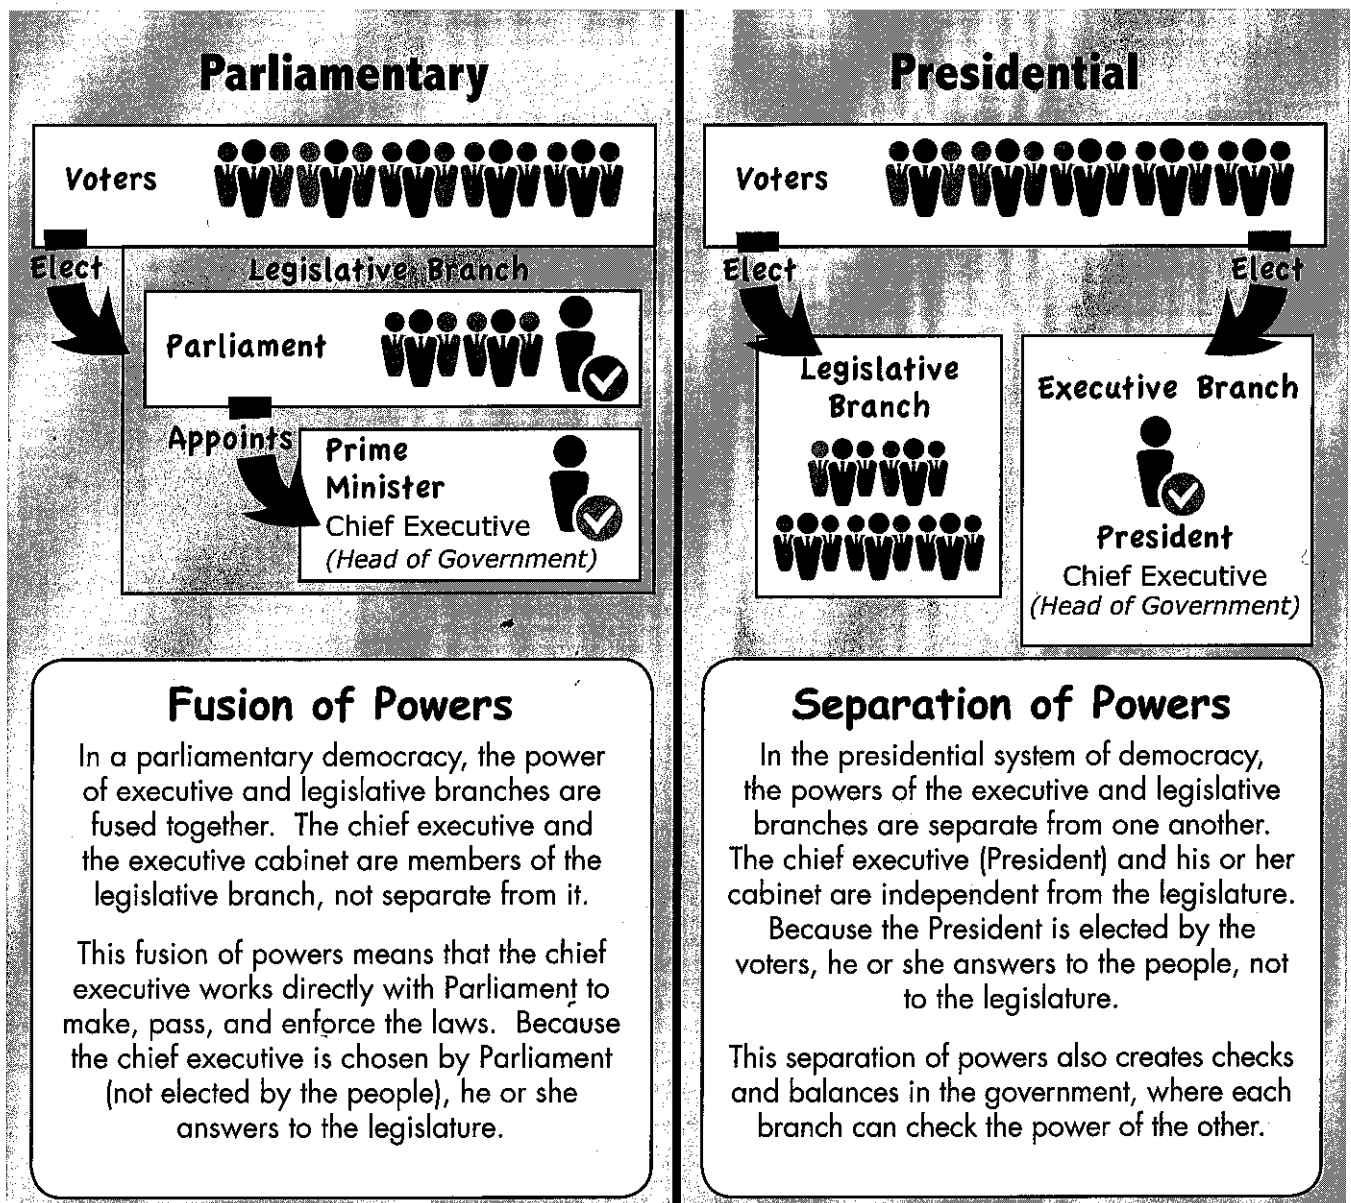 Parliamentary
Voters
Elect
Legislative Branch
Parliament
Appoints
Prime
Minister
Chief Executive
(Head of Government)
Fusion of Powers
In a parliamentary democracy, the power
of executive and legislative branches are
fused together. The chief executive and
the executive cabinet are members of the
legislative branch, not separate from it.
This fusion of powers means that the chief
executive works directly with Parliament to
make, pass, and enforce the laws. Because
the chief executive is chosen by Parliament
(not elected by the people), he or she
answers to the legislature.
Presidential
Voters
Elect
Elect
Legislative
Branch
Executive Branch
President
Chief Executive
(Head of Government)
Separation of Powers
In the presidential system of democracy,
the powers of the executive and legislative
branches are separate from one another.
The chief executive (President) and his or her
cabinet are independent from the legislature.
Because the President is elected by the
voters, he or she answers to the people, not
to the legislature.
This separation of powers also creates checks
and balances in the government, where each
branch can check the power of the other.